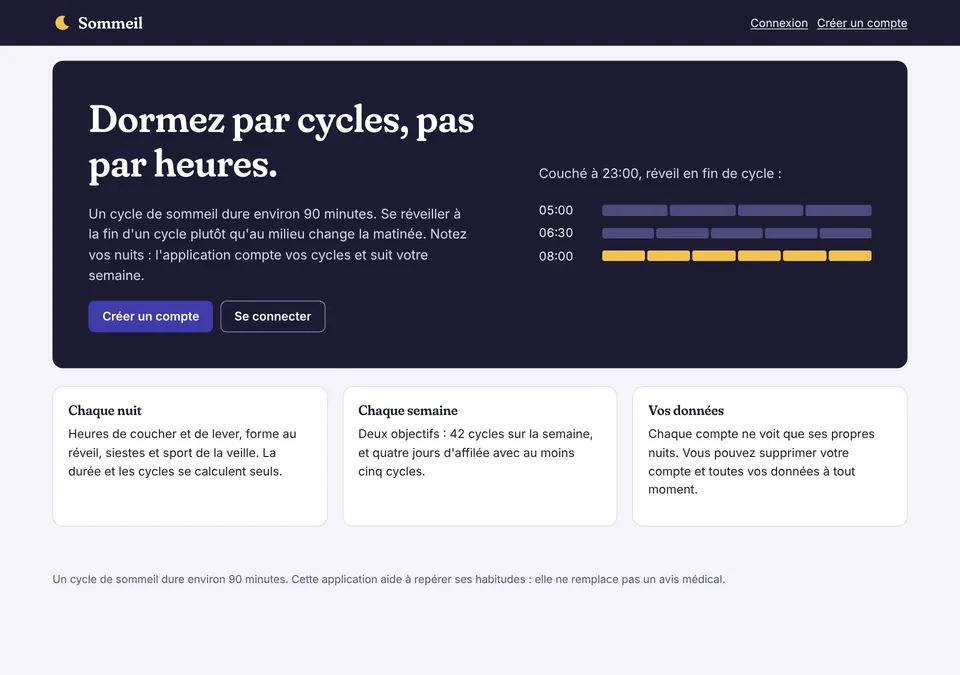 Sommeil
Connexion
Créer un compte
Dormez par cycles, pas
par heures.
Un cycle de sommeil dure environ 90 minutes. Se réveiller à
la fin d'un cycle plutôt qu'au milieu change la matinée. Notez
vos nuits : l'application compte vos cycles et suit votre
semaine.
Créer un compte
Se connecter
Couché à 23:00, réveil en fin de cycle :
05:00
06:30
08:00
Chaque nuit
Heures de coucher et de lever, forme au
réveil, siestes et sport de la veille. La
durée et les cycles se calculent seuls.
Chaque semaine
Deux objectifs : 42 cycles sur la semaine,
et quatre jours d'affilée avec au moins
cinq cycles.
Vos données
Chaque compte ne voit que ses propres
nuits. Vous pouvez supprimer votre
compte et toutes vos données à tout
moment.
Un cycle de sommeil dure environ 90 minutes. Cette application aide à repérer ses habitudes : elle ne remplace pas un avis médical.